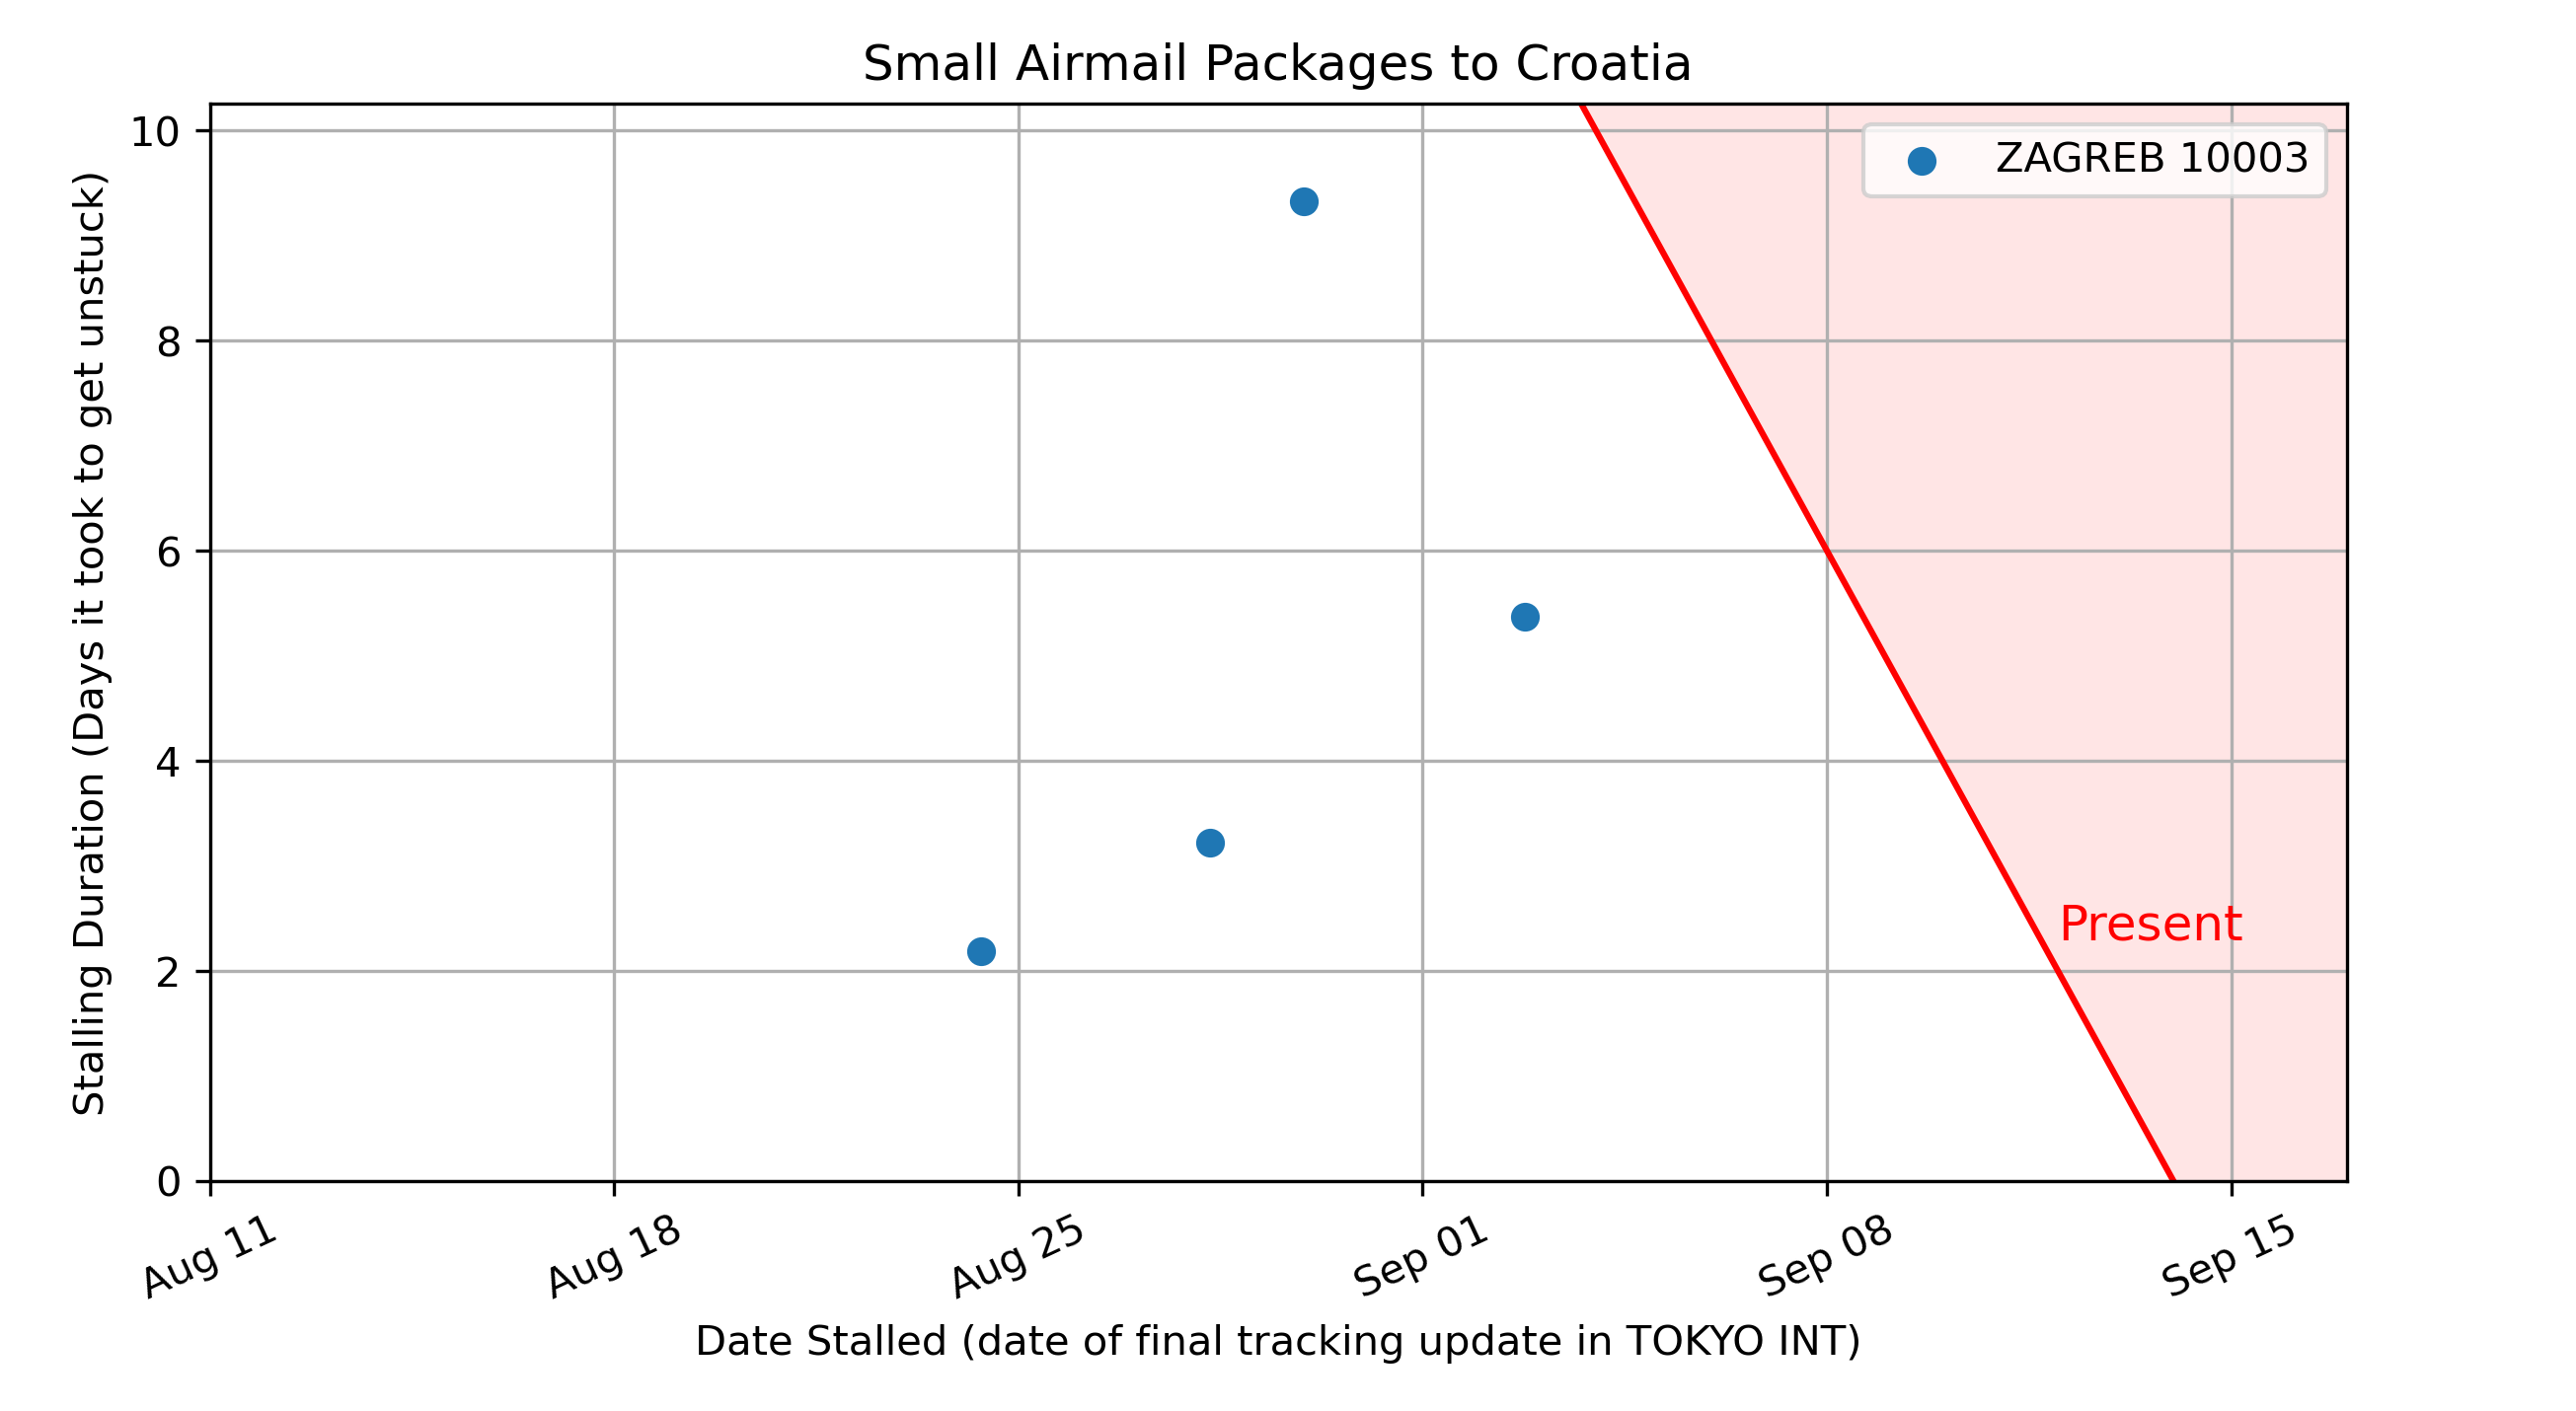 Small Airmail Packages to Croatia
Stalling Duration (Days it took to get unstuck)
10
8
6
4
2
0
ZAGREB 10003
Present
Aug 11
Aug 18
Aug 25
Sep 01
Sep 08
Sep 15
Date Stalled (date of final tracking update in TOKYO INT)